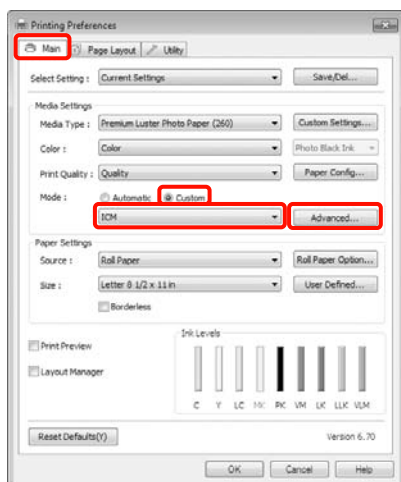 Printing Preferences
Main Page Layout Utility
Select Setting : Current Settings Save/Del...
Media Settings
Media Type : Premium Luster Photo Paper (260) Custom Settings...
Color : Color Photo Black Ink
Print Quality : Quality Paper Config...
Mode : Automatic Custom
ICM Advanced...
Paper Settings
Source : Roll Paper Roll Paper Option...
Size : Letter 8 1/2 x 11 in User Defined...
Borderless
Print Preview
Layout Manager
Ink Levels
C Y LC MK PK VM LK LLK VLM
Reset Defaults(Y) Version 6.70
OK Cancel Help